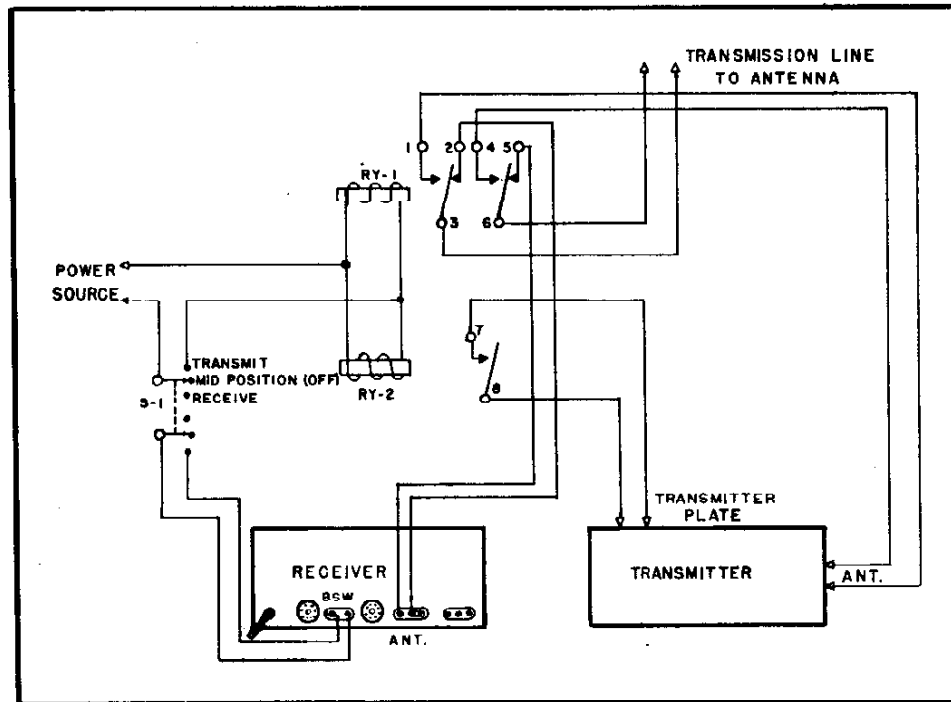 TRANSMISSION LINE
TO ANTENNA
1
2
4
5
RY-1
3
6
POWER
SOURCE
7
TRANSMIT
MID POSITION (OFF)
RECEIVE
S-1
RY-2
8
TRANSMITTER
PLATE
RECEIVER
BSW
TRANSMITTER
ANT.
ANT.